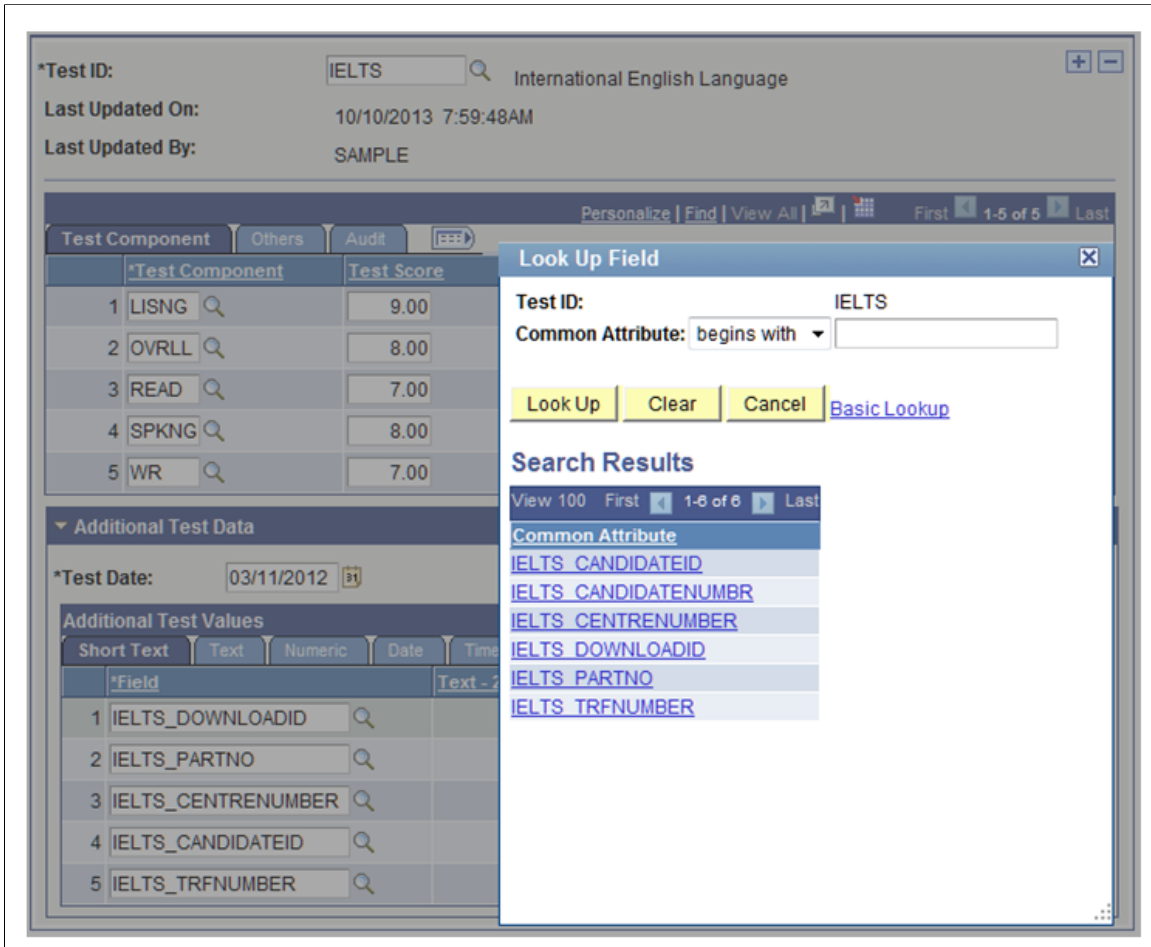 *Test ID: IELTS International English Language
Last Updated On: 10/10/2013 7:59:48AM
Last Updated By: SAMPLE
Personalize | Find | View All | | First 1-5 of 5 Last
Test Component Others Audit
*Test Component Test Score
1 LISNG 9.00
2 OVRLL 8.00
3 READ 7.00
4 SPKNG 8.00
5 WR 7.00
Additional Test Data
*Test Date: 03/11/2012
Additional Test Values
Short Text Text Numeric Date Time
*Field Text - 2
1 IELTS_DOWNLOADID
2 IELTS_PARTNO
3 IELTS_CENTRENUMBER
4 IELTS_CANDIDATEID
5 IELTS_TRFNUMBER
Look Up Field
Test ID: IELTS
Common Attribute: begins with
Look Up Clear Cancel Basic Lookup
Search Results
View 100 First 1-6 of 6 Last
Common Attribute
IELTS_CANDIDATEID
IELTS_CANDIDATENUMBR
IELTS_CENTRENUMBER
IELTS_DOWNLOADID
IELTS_PARTNO
IELTS_TRFNUMBER